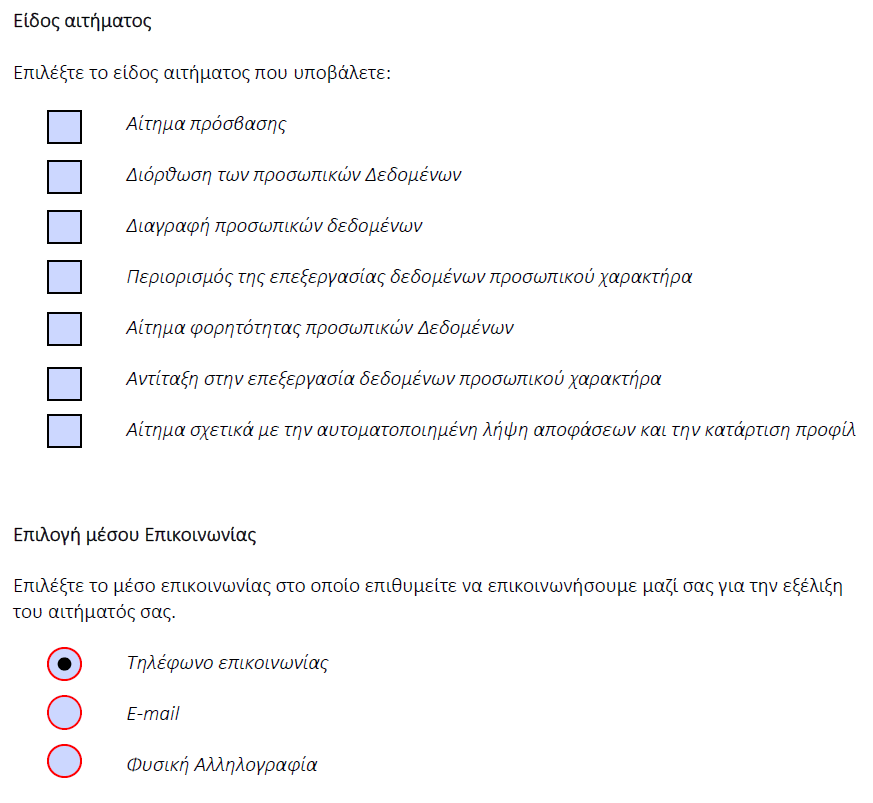 Είδος αιτήματος
Επιλέξτε το είδος αιτήματος που υποβάλετε:
Αίτημα πρόσβασης
Διόρθωση των προσωπικών Δεδομένων
Διαγραφή προσωπικών δεδομένων
Περιορισμός της επεξεργασίας δεδομένων προσωπικού χαρακτήρα
Αίτημα φορητότητας προσωπικών Δεδομένων
Αντίταξη στην επεξεργασία δεδομένων προσωπικού χαρακτήρα
Αίτημα σχετικά με την αυτοματοποιημένη λήψη αποφάσεων και την κατάρτιση προφίλ
Επιλογή μέσου Επικοινωνίας
Επιλέξτε το μέσο επικοινωνίας στο οποίο επιθυμείτε να επικοινωνήσουμε μαζί σας για την εξέλιξη
του αιτήματός σας.
Τηλέφωνο επικοινωνίας
E-mail
Φυσική Αλληλογραφία